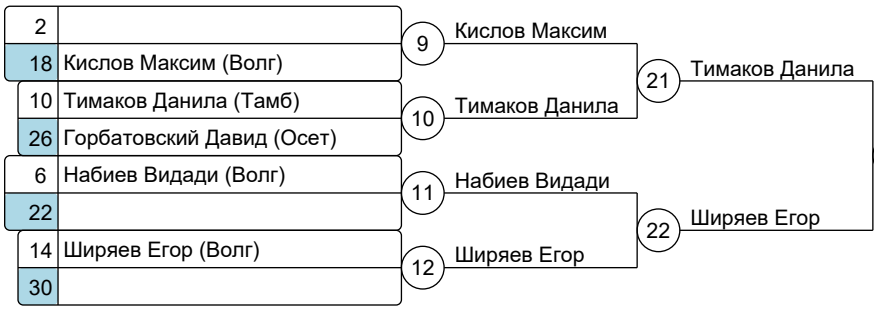 2
18 Кислов Максим (Волг)
10 Тимаков Данила (Тамб)
26 Горбатовский Давид (Осет)
6 Набиев Видади (Волг)
22
14 Ширяев Егор (Волг)
30
9 Кислов Максим
10 Тимаков Данила
11 Набиев Видади
12 Ширяев Егор
21 Тимаков Данила
22 Ширяев Егор